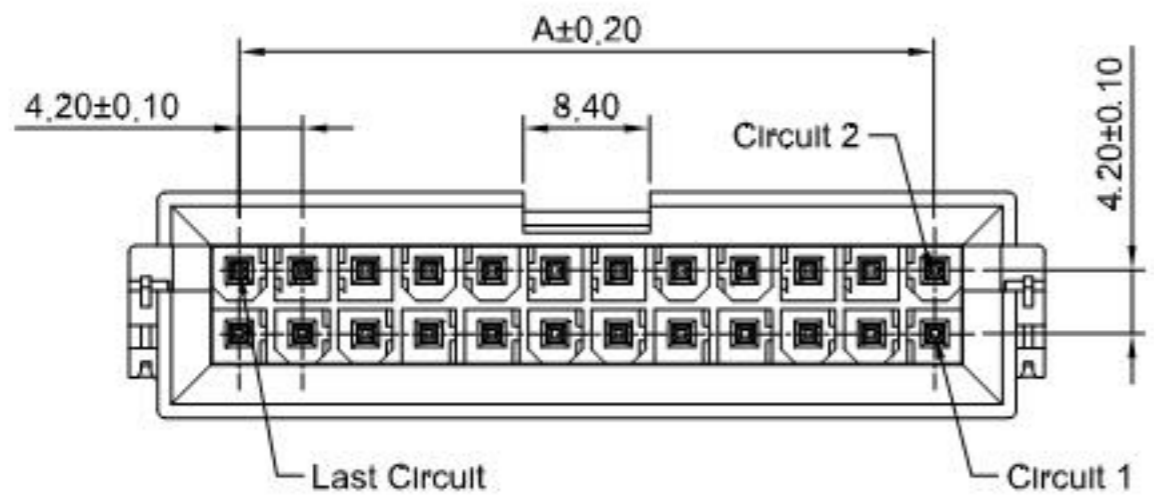 A±0.20
4.20±0.10
8.40
Circuit 2
4.20±0.10
Last Circuit
Circuit 1